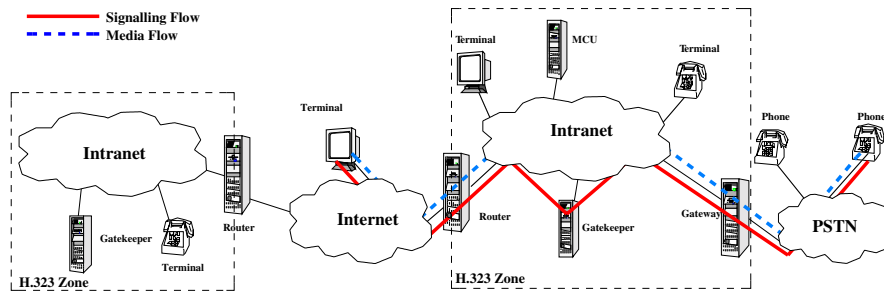 Signalling Flow
Media Flow
Terminal
MCU
Terminal
Terminal
Phone
Phone
Intranet
Intranet
Internet
Router
Router
Gatekeeper
Terminal
Gatekeeper
Gateway
PSTN
H.323 Zone
H.323 Zone